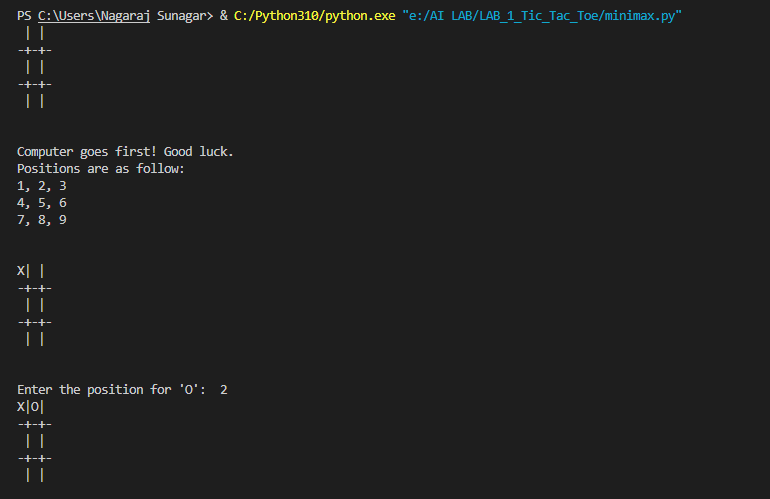 PS C:\Users\Nagaraj Sunagar> & C:/Python310/python.exe "e:/AI LAB/LAB_1_Tic_Tac_Toe/minimax.py"
 | |
-+-+-
 | |
-+-+-
 | |
Computer goes first! Good luck.
Positions are as follow:
1, 2, 3
4, 5, 6
7, 8, 9
X| |
-+-+-
 | |
-+-+-
 | |
Enter the position for 'O':  2
X|O|
-+-+-
 | |
-+-+-
 | |